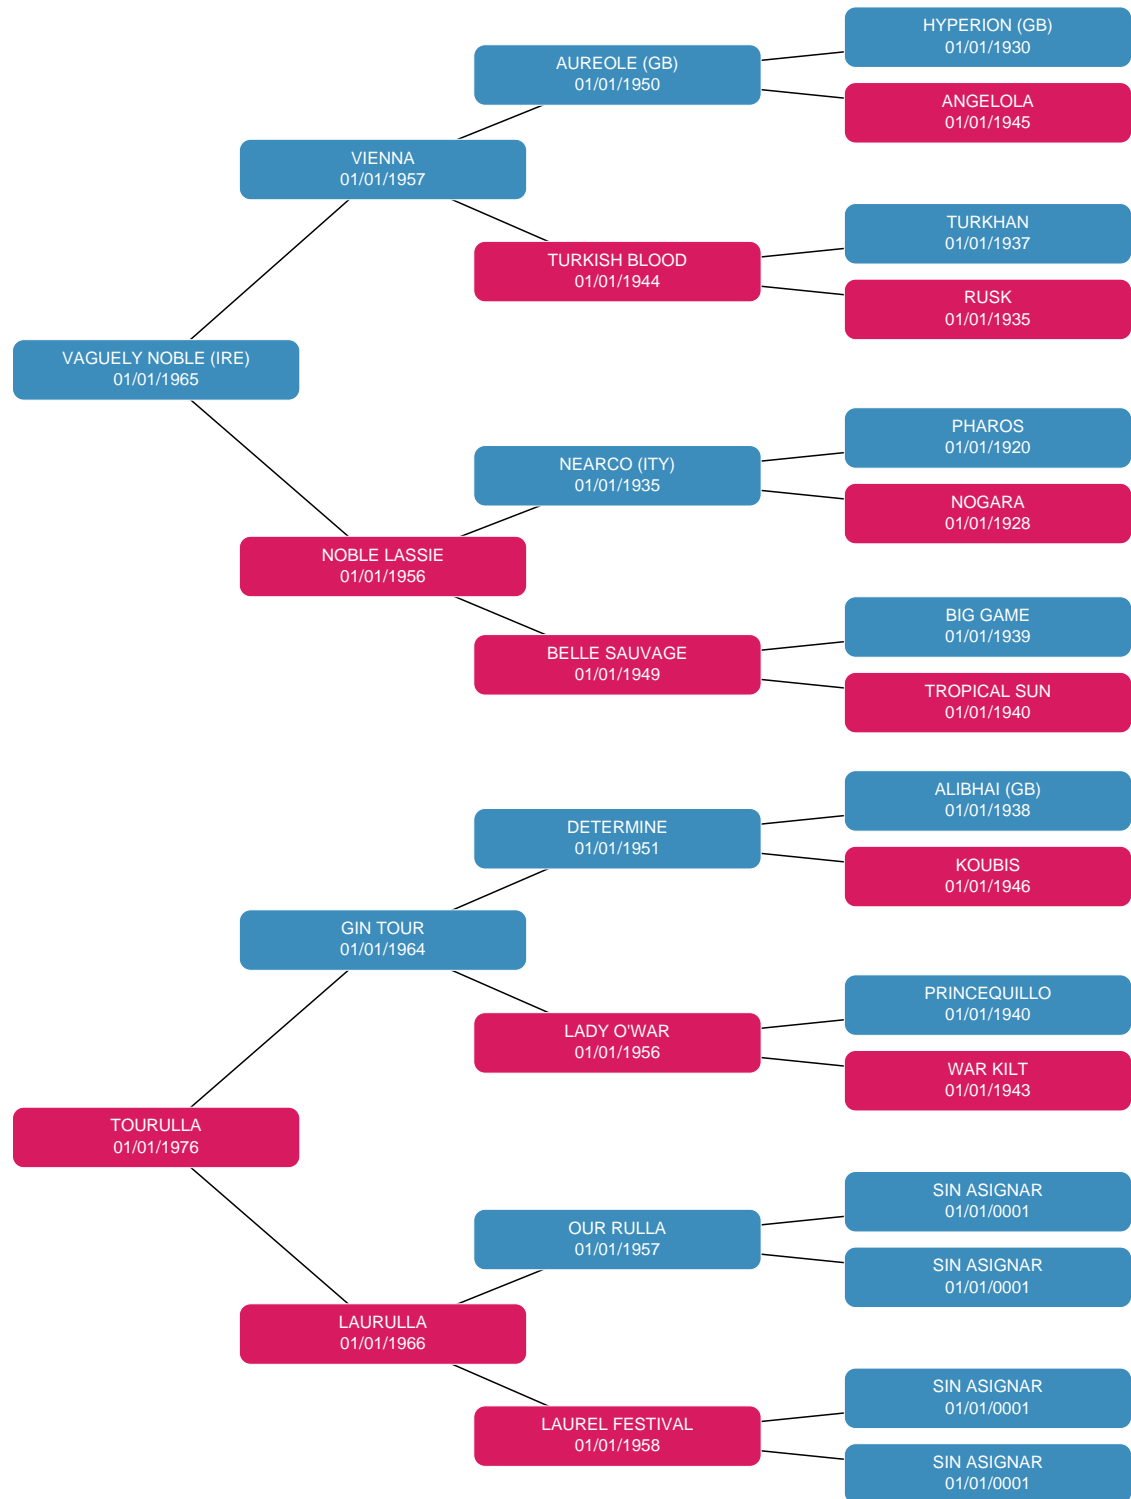 HYPERION (GB)
01/01/1930
AUREOLE (GB)
01/01/1950
ANGELOLA
01/01/1945
VIENNA
01/01/1957
TURKHAN
01/01/1937
TURKISH BLOOD
01/01/1944
RUSK
01/01/1935
VAGUELY NOBLE (IRE)
01/01/1965
PHAROS
01/01/1920
NEARCO (ITY)
01/01/1935
NOGARA
01/01/1928
NOBLE LASSIE
01/01/1956
BIG GAME
01/01/1939
BELLE SAUVAGE
01/01/1949
TROPICAL SUN
01/01/1940
ALIBHAI (GB)
01/01/1938
DETERMINE
01/01/1951
KOUBIS
01/01/1946
GIN TOUR
01/01/1964
PRINCEQUILLO
01/01/1940
LADY O'WAR
01/01/1956
WAR KILT
01/01/1943
TOURULLA
01/01/1976
SIN ASIGNAR
01/01/0001
OUR RULLA
01/01/1957
SIN ASIGNAR
01/01/0001
LAURULLA
01/01/1966
SIN ASIGNAR
01/01/0001
LAUREL FESTIVAL
01/01/1958
SIN ASIGNAR
01/01/0001